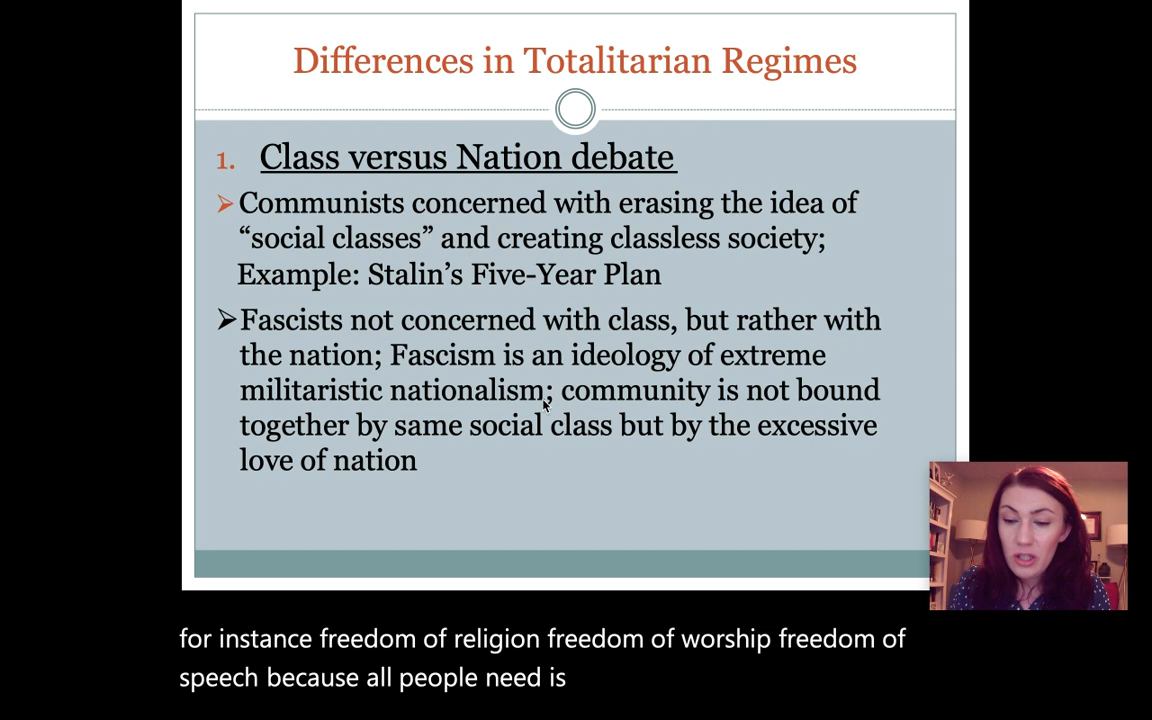 Differences in Totalitarian Regimes
1. Class versus Nation debate
Communists concerned with erasing the idea of
“social classes” and creating classless society;
Example: Stalin’s Five-Year Plan
Fascists not concerned with class, but rather with
the nation; Fascism is an ideology of extreme
militaristic nationalism; community is not bound
together by same social class but by the excessive
love of nation
for instance freedom of religion freedom of worship freedom of
speech because all people need is